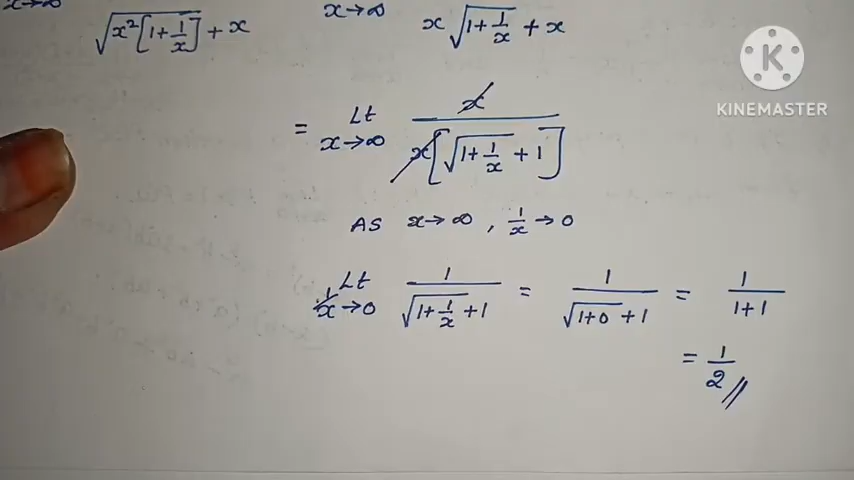 x→∞ √x²[1+1/x] + x   x→∞ x√1+1/x + x
= Lt x→∞ x / x[√1+1/x + 1]
AS x→∞ , 1/x→0
Lt 1/x→0 1/√1+1/x+1 = 1/√1+0+1 = 1/1+1
= 1/2 //
KINEMASTER